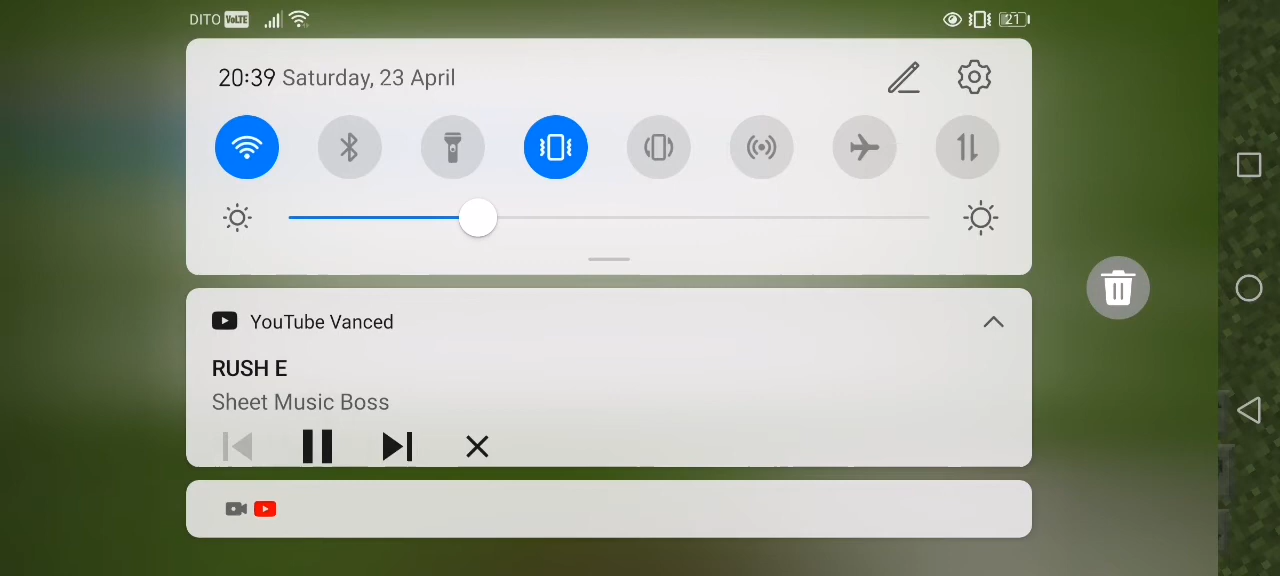 DITO VoLTE
21
20:39 Saturday, 23 April
YouTube Vanced
RUSH E
Sheet Music Boss